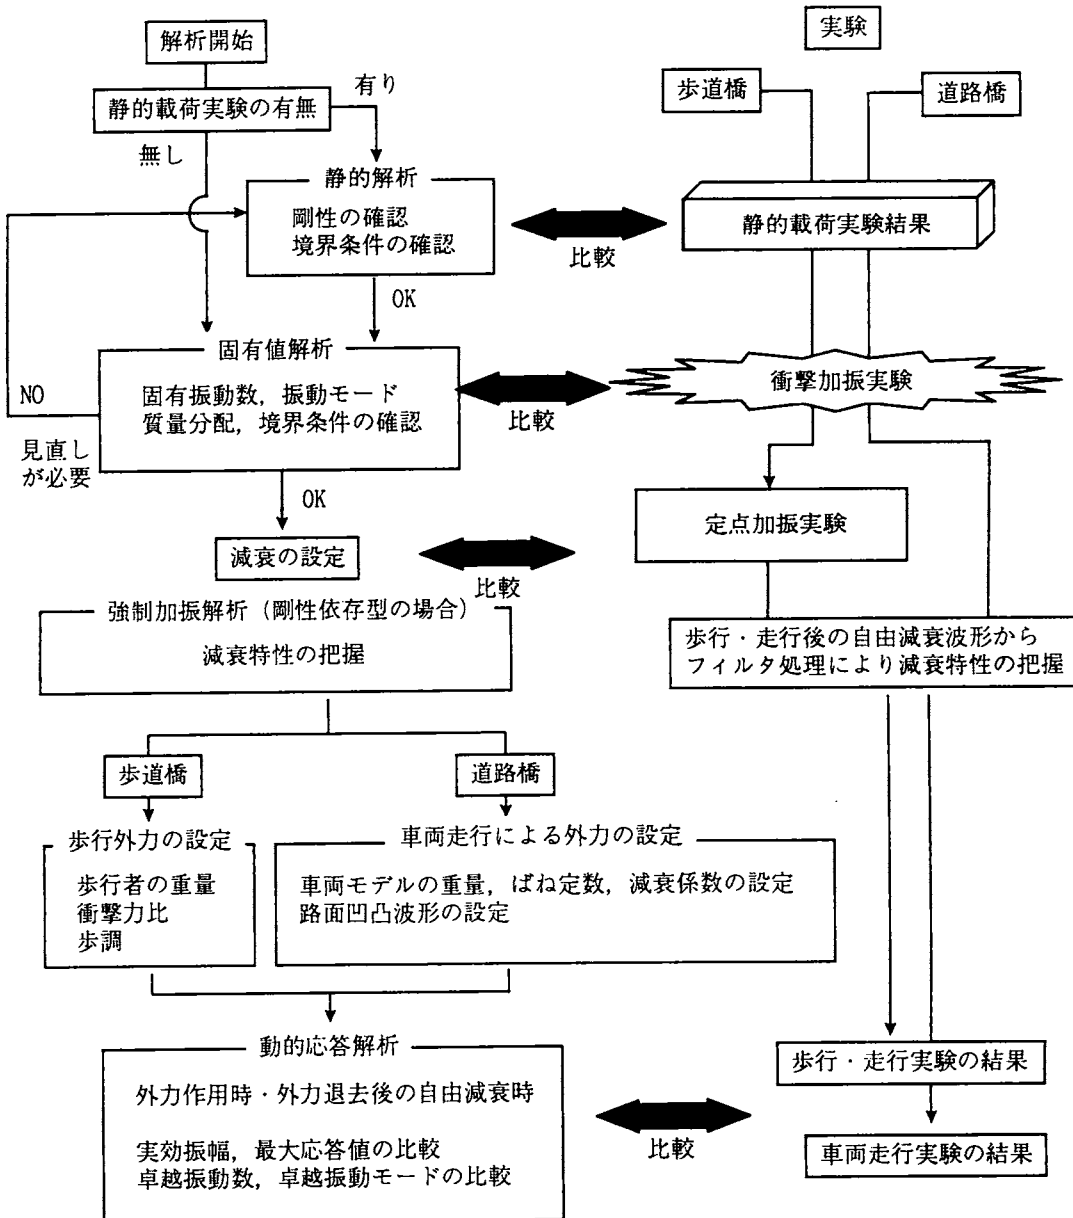 解析開始
静的載荷実験の有無
有り
無し
静的解析
剛性の確認
境界条件の確認
OK
固有値解析
固有振動数，振動モード
質量分配，境界条件の確認
NO
見直し
が必要
OK
減衰の設定
強制加振解析（剛性依存型の場合）
減衰特性の把握
歩道橋
道路橋
歩行外力の設定
歩行者の重量
衝撃力比
歩調
車両走行による外力の設定
車両モデルの重量，ばね定数，減衰係数の設定
路面凹凸波形の設定
動的応答解析
外力作用時・外力退去後の自由減衰時
実効振幅，最大応答値の比較
卓越振動数，卓越振動モードの比較
比較
比較
比較
比較
実験
歩道橋
道路橋
静的載荷実験結果
衝撃加振実験
定点加振実験
歩行・走行後の自由減衰波形から
フィルタ処理により減衰特性の把握
歩行・走行実験の結果
車両走行実験の結果